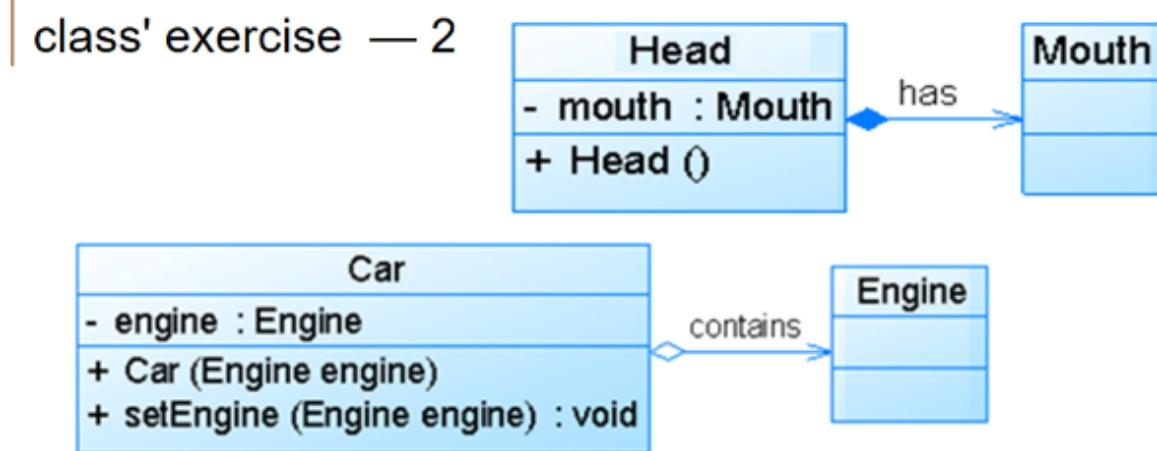 class' exercise — 2
Head
- mouth : Mouth
+ Head ()
has
Mouth
Car
- engine : Engine
+ Car (Engine engine)
+ setEngine (Engine engine) : void
contains
Engine